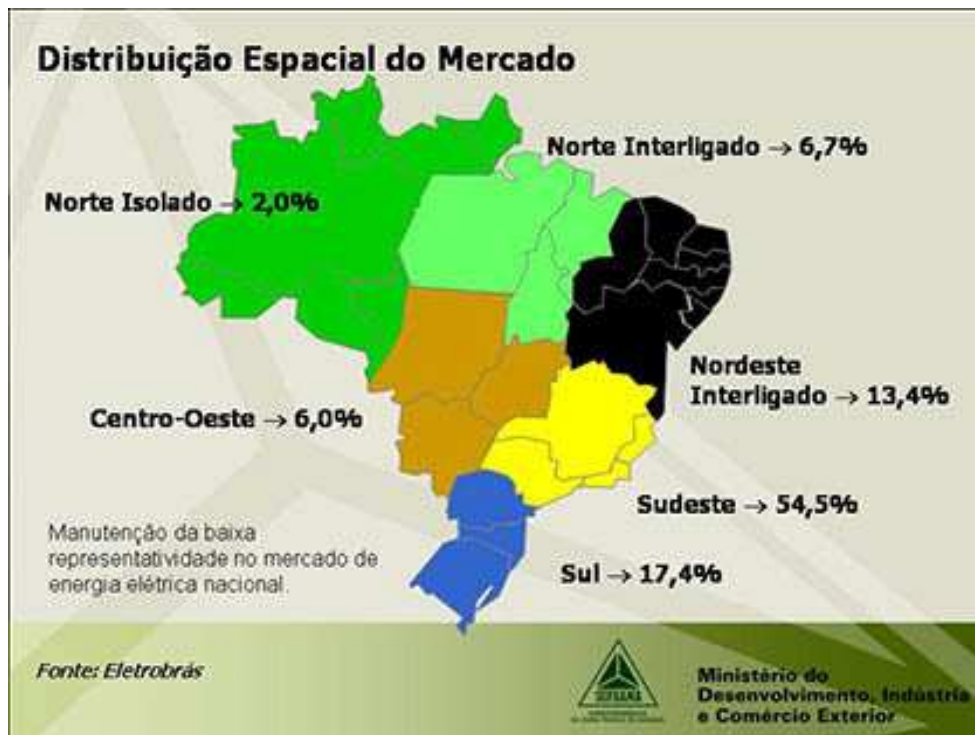 Distribuição Espacial do Mercado
Norte Interligado → 6,7%
Norte Isolado → 2,0%
Nordeste
Interligado → 13,4%
Centro-Oeste → 6,0%
Sudeste → 54,5%
Manutenção da baixa
representatividade no mercado de
energia elétrica nacional.
Sul → 17,4%
Fonte: Eletrobrás
SUFRAMA
Ministério do
Desenvolvimento, Indústria
e Comércio Exterior